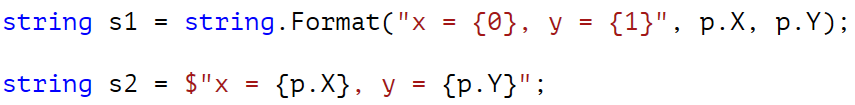 string s1 = string.Format("x = {0}, y = {1}", p.X, p.Y);
string s2 = $"x = {p.X}, y = {p.Y}";